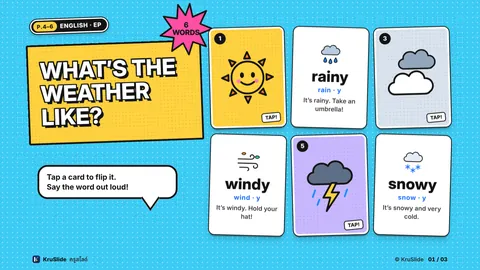 P.4–6 ENGLISH · EP
6
WORDS
WHAT'S THE
WEATHER
LIKE?
Tap a card to flip it.
Say the word out loud!
1
TAP!
rainy
rain · y
It's rainy. Take an
umbrella!
3
TAP!
windy
wind · y
It's windy. Hold your
hat!
5
TAP!
snowy
snow · y
It's snowy and very
cold.
K KruSlide ครูสไลด์
© KruSlide 01 / 03